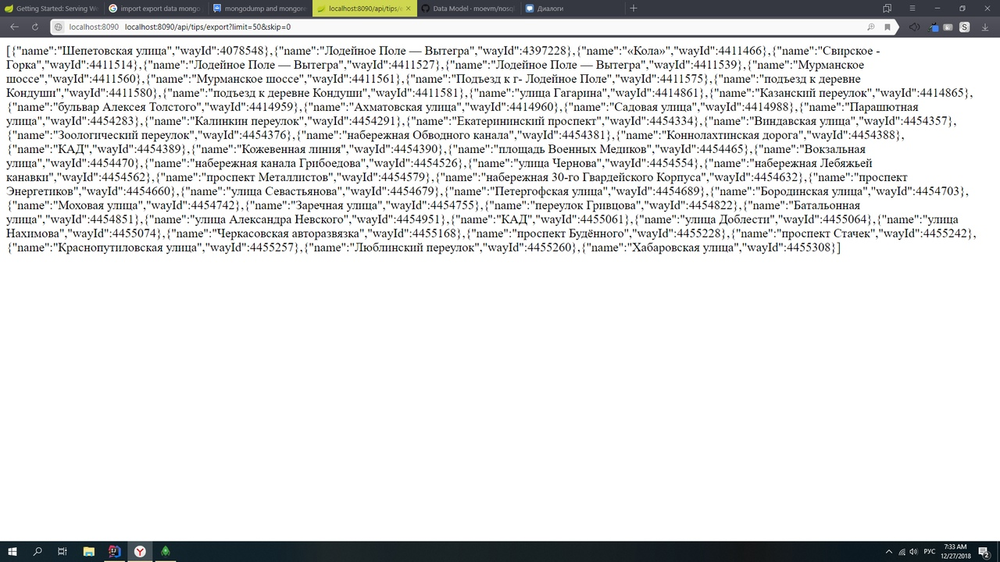 Getting Started: Serving We
import export data mongo
mongodump and mongore
localhost:8090/api/tips/e
Data Model - moevm/nosq
Диалоги
localhost:8090 localhost:8090/api/tips/export?limit=50&skip=0
[{"name":"Шепетовская улица","wayId":4078548},{"name":"Лодейное Поле — Вытегра","wayId":4397228},{"name":"«Кола»","wayId":4411466},{"name":"Свирское -
Горка","wayId":4411514},{"name":"Лодейное Поле — Вытегра","wayId":4411527},{"name":"Лодейное Поле — Вытегра","wayId":4411539},{"name":"Мурманское
шоссе","wayId":4411560},{"name":"Мурманское шоссе","wayId":4411561},{"name":"Подъезд к г- Лодейное Поле","wayId":4411575},{"name":"подъезд к деревне
Кондуши","wayId":4411580},{"name":"подъезд к деревне Кондуши","wayId":4411581},{"name":"улица Гагарина","wayId":4414861},{"name":"Казанский переулок","wayId":4414865},
{"name":"бульвар Алексея Толстого","wayId":4414959},{"name":"Ахматовская улица","wayId":4414960},{"name":"Садовая улица","wayId":4414988},{"name":"Парашютная
улица","wayId":4454283},{"name":"Калинкин переулок","wayId":4454291},{"name":"Екатерининский проспект","wayId":4454334},{"name":"Виндавская улица","wayId":4454357},
{"name":"Зоологический переулок","wayId":4454376},{"name":"набережная Обводного канала","wayId":4454381},{"name":"Коннолахтинская дорога","wayId":4454388},
{"name":"КАД","wayId":4454389},{"name":"Кожевенная линия","wayId":4454390},{"name":"площадь Военных Медиков","wayId":4454465},{"name":"Вокзальная
улица","wayId":4454470},{"name":"набережная канала Грибоедова","wayId":4454526},{"name":"улица Чернова","wayId":4454554},{"name":"набережная Лебяжьей
канавки","wayId":4454562},{"name":"проспект Металлистов","wayId":4454579},{"name":"набережная 30-го Гвардейского Корпуса","wayId":4454632},{"name":"проспект
Энергетиков","wayId":4454660},{"name":"улица Севастьянова","wayId":4454679},{"name":"Петергофская улица","wayId":4454689},{"name":"Бородинская улица","wayId":4454703},
{"name":"Моховая улица","wayId":4454742},{"name":"Заречная улица","wayId":4454755},{"name":"переулок Гривцова","wayId":4454822},{"name":"Батальонная
улица","wayId":4454851},{"name":"улица Александра Невского","wayId":4454951},{"name":"КАД","wayId":4455061},{"name":"улица Доблести","wayId":4455064},{"name":"улица
Нахимова","wayId":4455074},{"name":"Черкасовская авторазвязка","wayId":4455168},{"name":"проспект Будённого","wayId":4455228},{"name":"проспект Стачек","wayId":4455242},
{"name":"Краснопутиловская улица","wayId":4455257},{"name":"Люблинский переулок","wayId":4455260},{"name":"Хабаровская улица","wayId":4455308}]
РУС
7:33 AM
12/27/2018
2